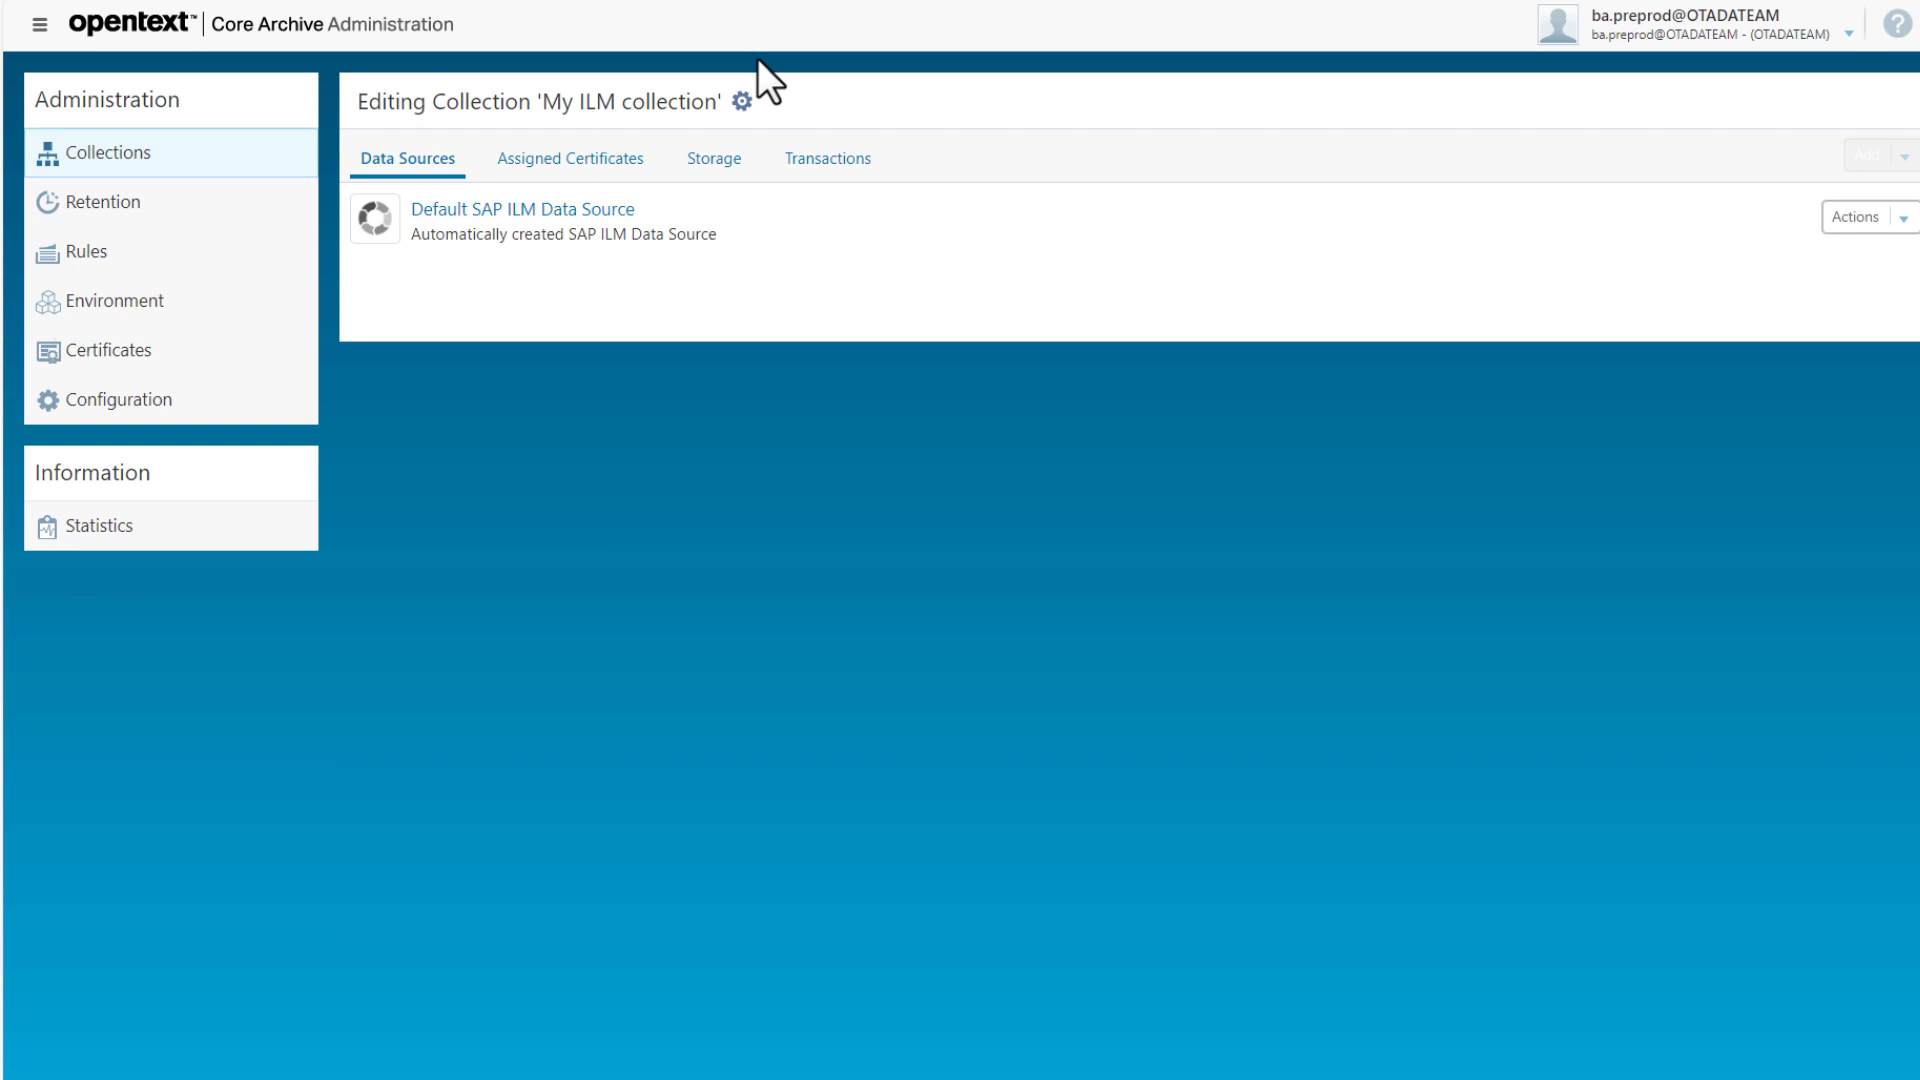 opentext™ | Core Archive Administration
ba.preprod@OTADATEAM
ba.preprod@OTADATEAM - (OTADATEAM)
?
Administration
Collections
Retention
Rules
Environment
Certificates
Configuration
Information
Statistics
Editing Collection 'My ILM collection'
Data Sources Assigned Certificates Storage Transactions
Add
Default SAP ILM Data Source
Automatically created SAP ILM Data Source
Actions